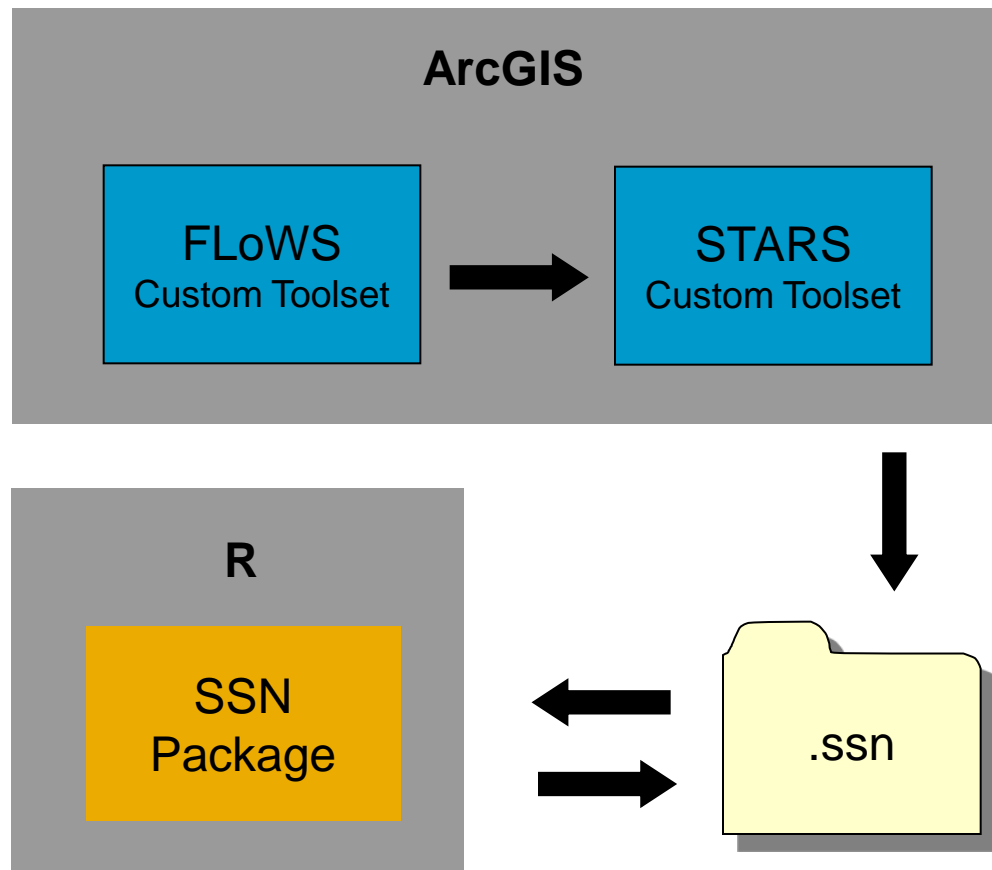 ArcGIS
FLoWS
Custom Toolset
STARS
Custom Toolset
R
SSN
Package
.ssn